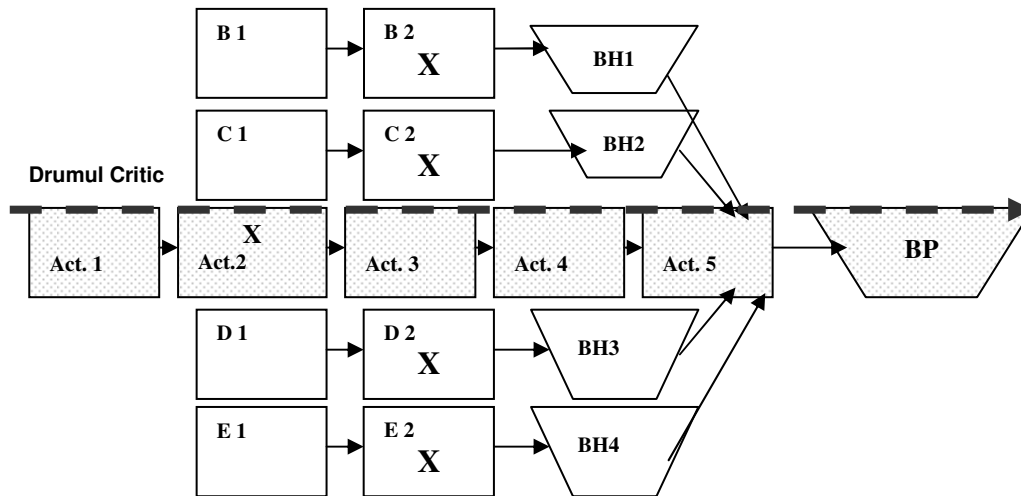 B 1
B 2
X
BH1
C 1
C 2
X
BH2
Drumul Critic
Act. 1
X
Act.2
Act. 3
Act. 4
Act. 5
BP
D 1
D 2
X
BH3
E 1
E 2
X
BH4